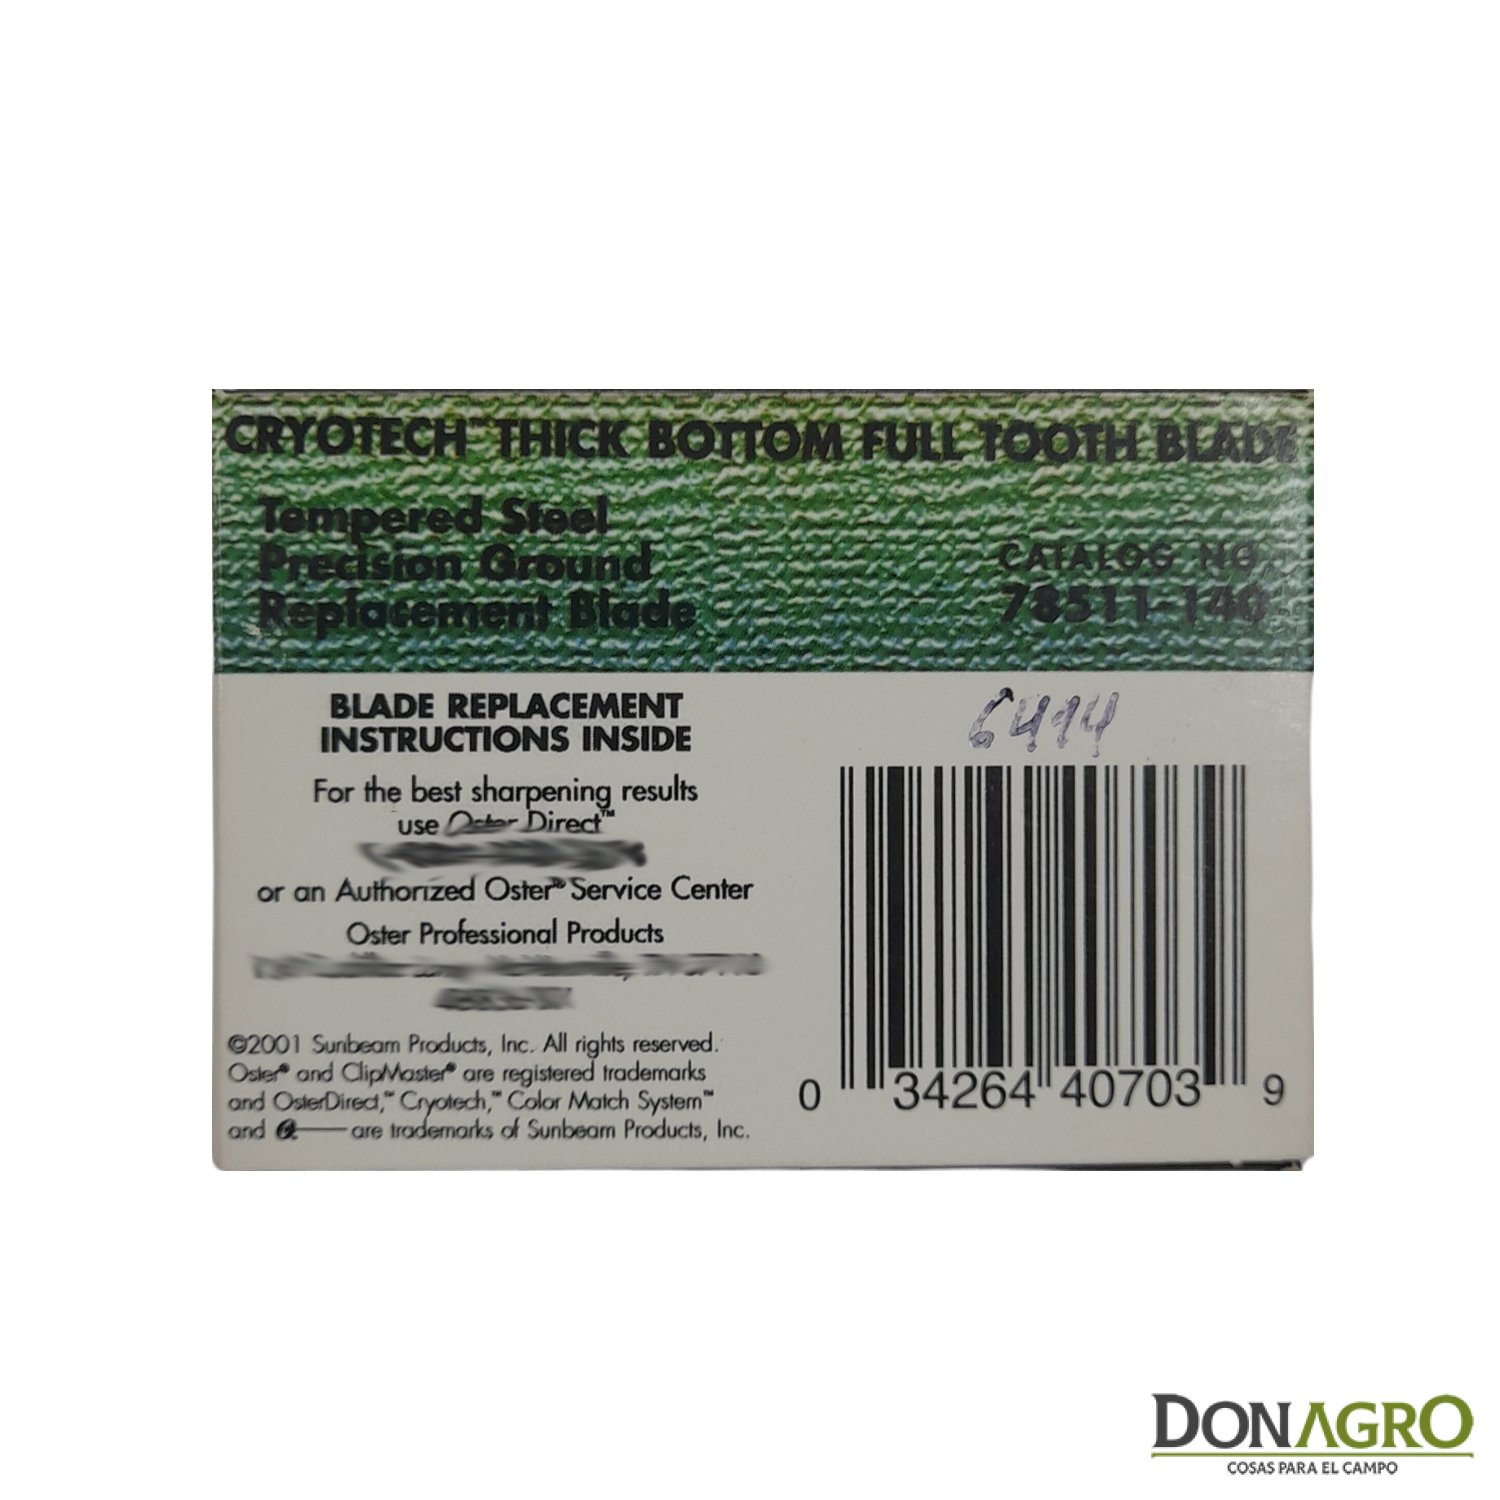 CRYOTECH™ THICK BOTTOM FULL TOOTH BLADE
Tempered Steel
Precision Ground
Replacement Blade
CATALOG NO.
78511-140
BLADE REPLACEMENT
INSTRUCTIONS INSIDE
For the best sharpening results
use Oster Direct™
or an Authorized Oster® Service Center
Oster Professional Products
©2001 Sunbeam Products, Inc. All rights reserved.
Oster® and ClipMaster® are registered trademarks
and OsterDirect,™ Cryotech,™ Color Match System™
and are trademarks of Sunbeam Products, Inc.
6414
0 34264 40703 9
DONAGRO
COSAS PARA EL CAMPO